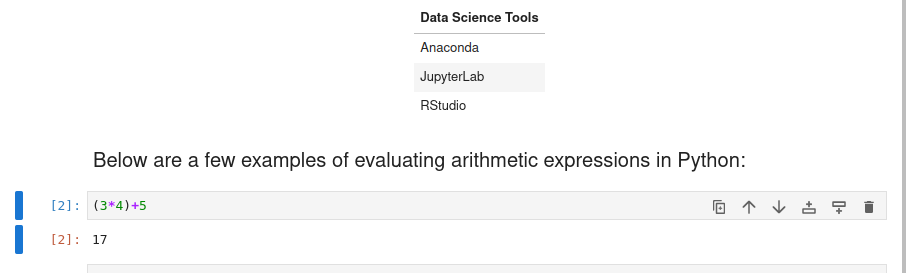 Data Science Tools
Anaconda
JupyterLab
RStudio
Below are a few examples of evaluating arithmetic expressions in Python:
[2]: (3*4)+5
[2]: 17